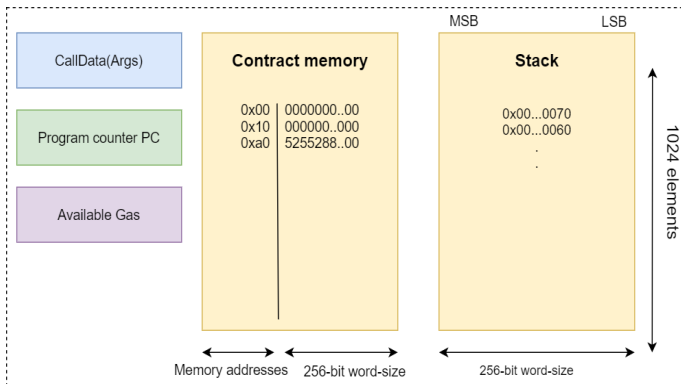 CallData(Args)
Program counter PC
Available Gas
Contract memory
0x00 0000000..00
0x10 000000..000
0xa0 5255288..00
Memory addresses
256-bit word-size
MSB LSB
Stack
0x00...0070
0x00...0060
.
.
256-bit word-size
1024 elements